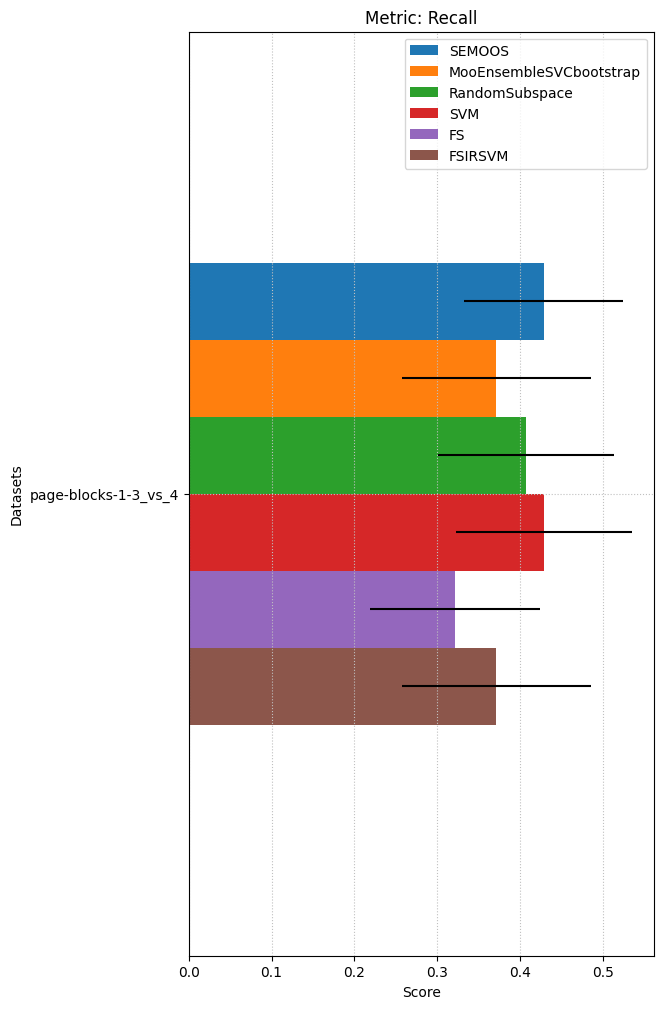 Metric: Recall
SEMOOS
MooEnsembleSVCbootstrap
RandomSubspace
SVM
FS
FSIRSVM
Datasets
page-blocks-1-3_vs_4
0.0 0.1 0.2 0.3 0.4 0.5
Score